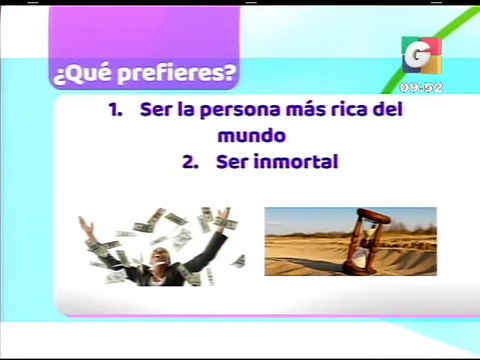 ¿Qué prefieres?
G
09:52
1. Ser la persona más rica del
mundo
2. Ser inmortal